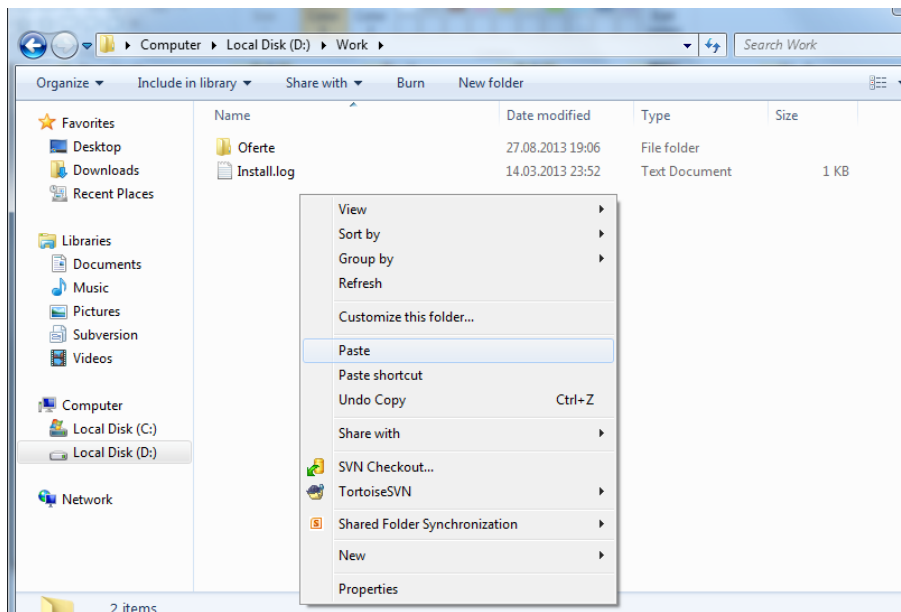 Computer ▸ Local Disk (D:) ▸ Work ▸
Search Work
Organize Include in library Share with Burn New folder
Favorites
Desktop
Downloads
Recent Places
Libraries
Documents
Music
Pictures
Subversion
Videos
Computer
Local Disk (C:)
Local Disk (D:)
Network
Name Date modified Type Size
Oferte 27.08.2013 19:06 File folder
Install.log 14.03.2013 23:52 Text Document 1 KB
View
Sort by
Group by
Refresh
Customize this folder...
Paste
Paste shortcut
Undo Copy Ctrl+Z
Share with
SVN Checkout...
TortoiseSVN
S Shared Folder Synchronization
New
Properties
2 items